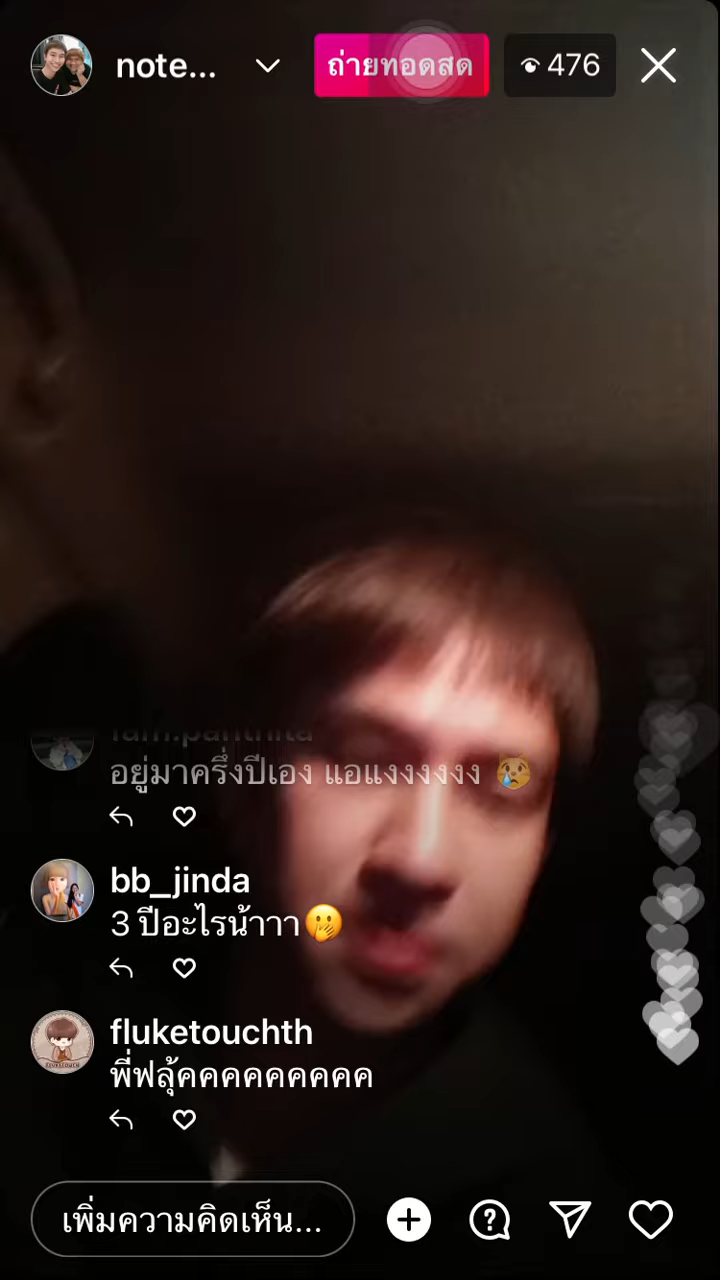 note...
ถ่ายทอดสด
476
อยู่มาครึ่งปีเอง แอแงงงงงง 😿
bb_jinda
3 ปีอะไรน้าาา🫢
fluketouchth
พี่ฟลุ้คคคคคคคคค
เพิ่มความคิดเห็น...